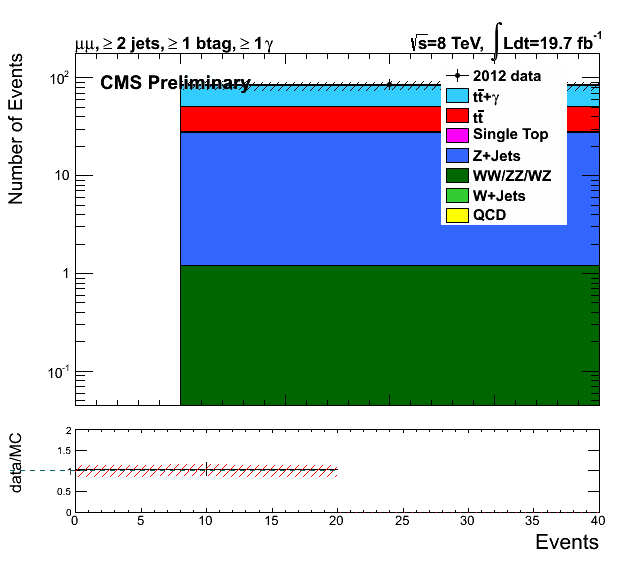 μμ, ≥ 2 jets, ≥ 1 btag, ≥ 1γ
√s=8 TeV, ∫Ldt=19.7 fb⁻¹
CMS Preliminary
2012 data
tt̄+γ
tt̄
Single Top
Z+Jets
WW/ZZ/WZ
W+Jets
QCD
Number of Events
10²
10
1
10⁻¹
data/MC
2
1.5
1
0.5
0
0 5 10 15 20 25 30 35 40
Events